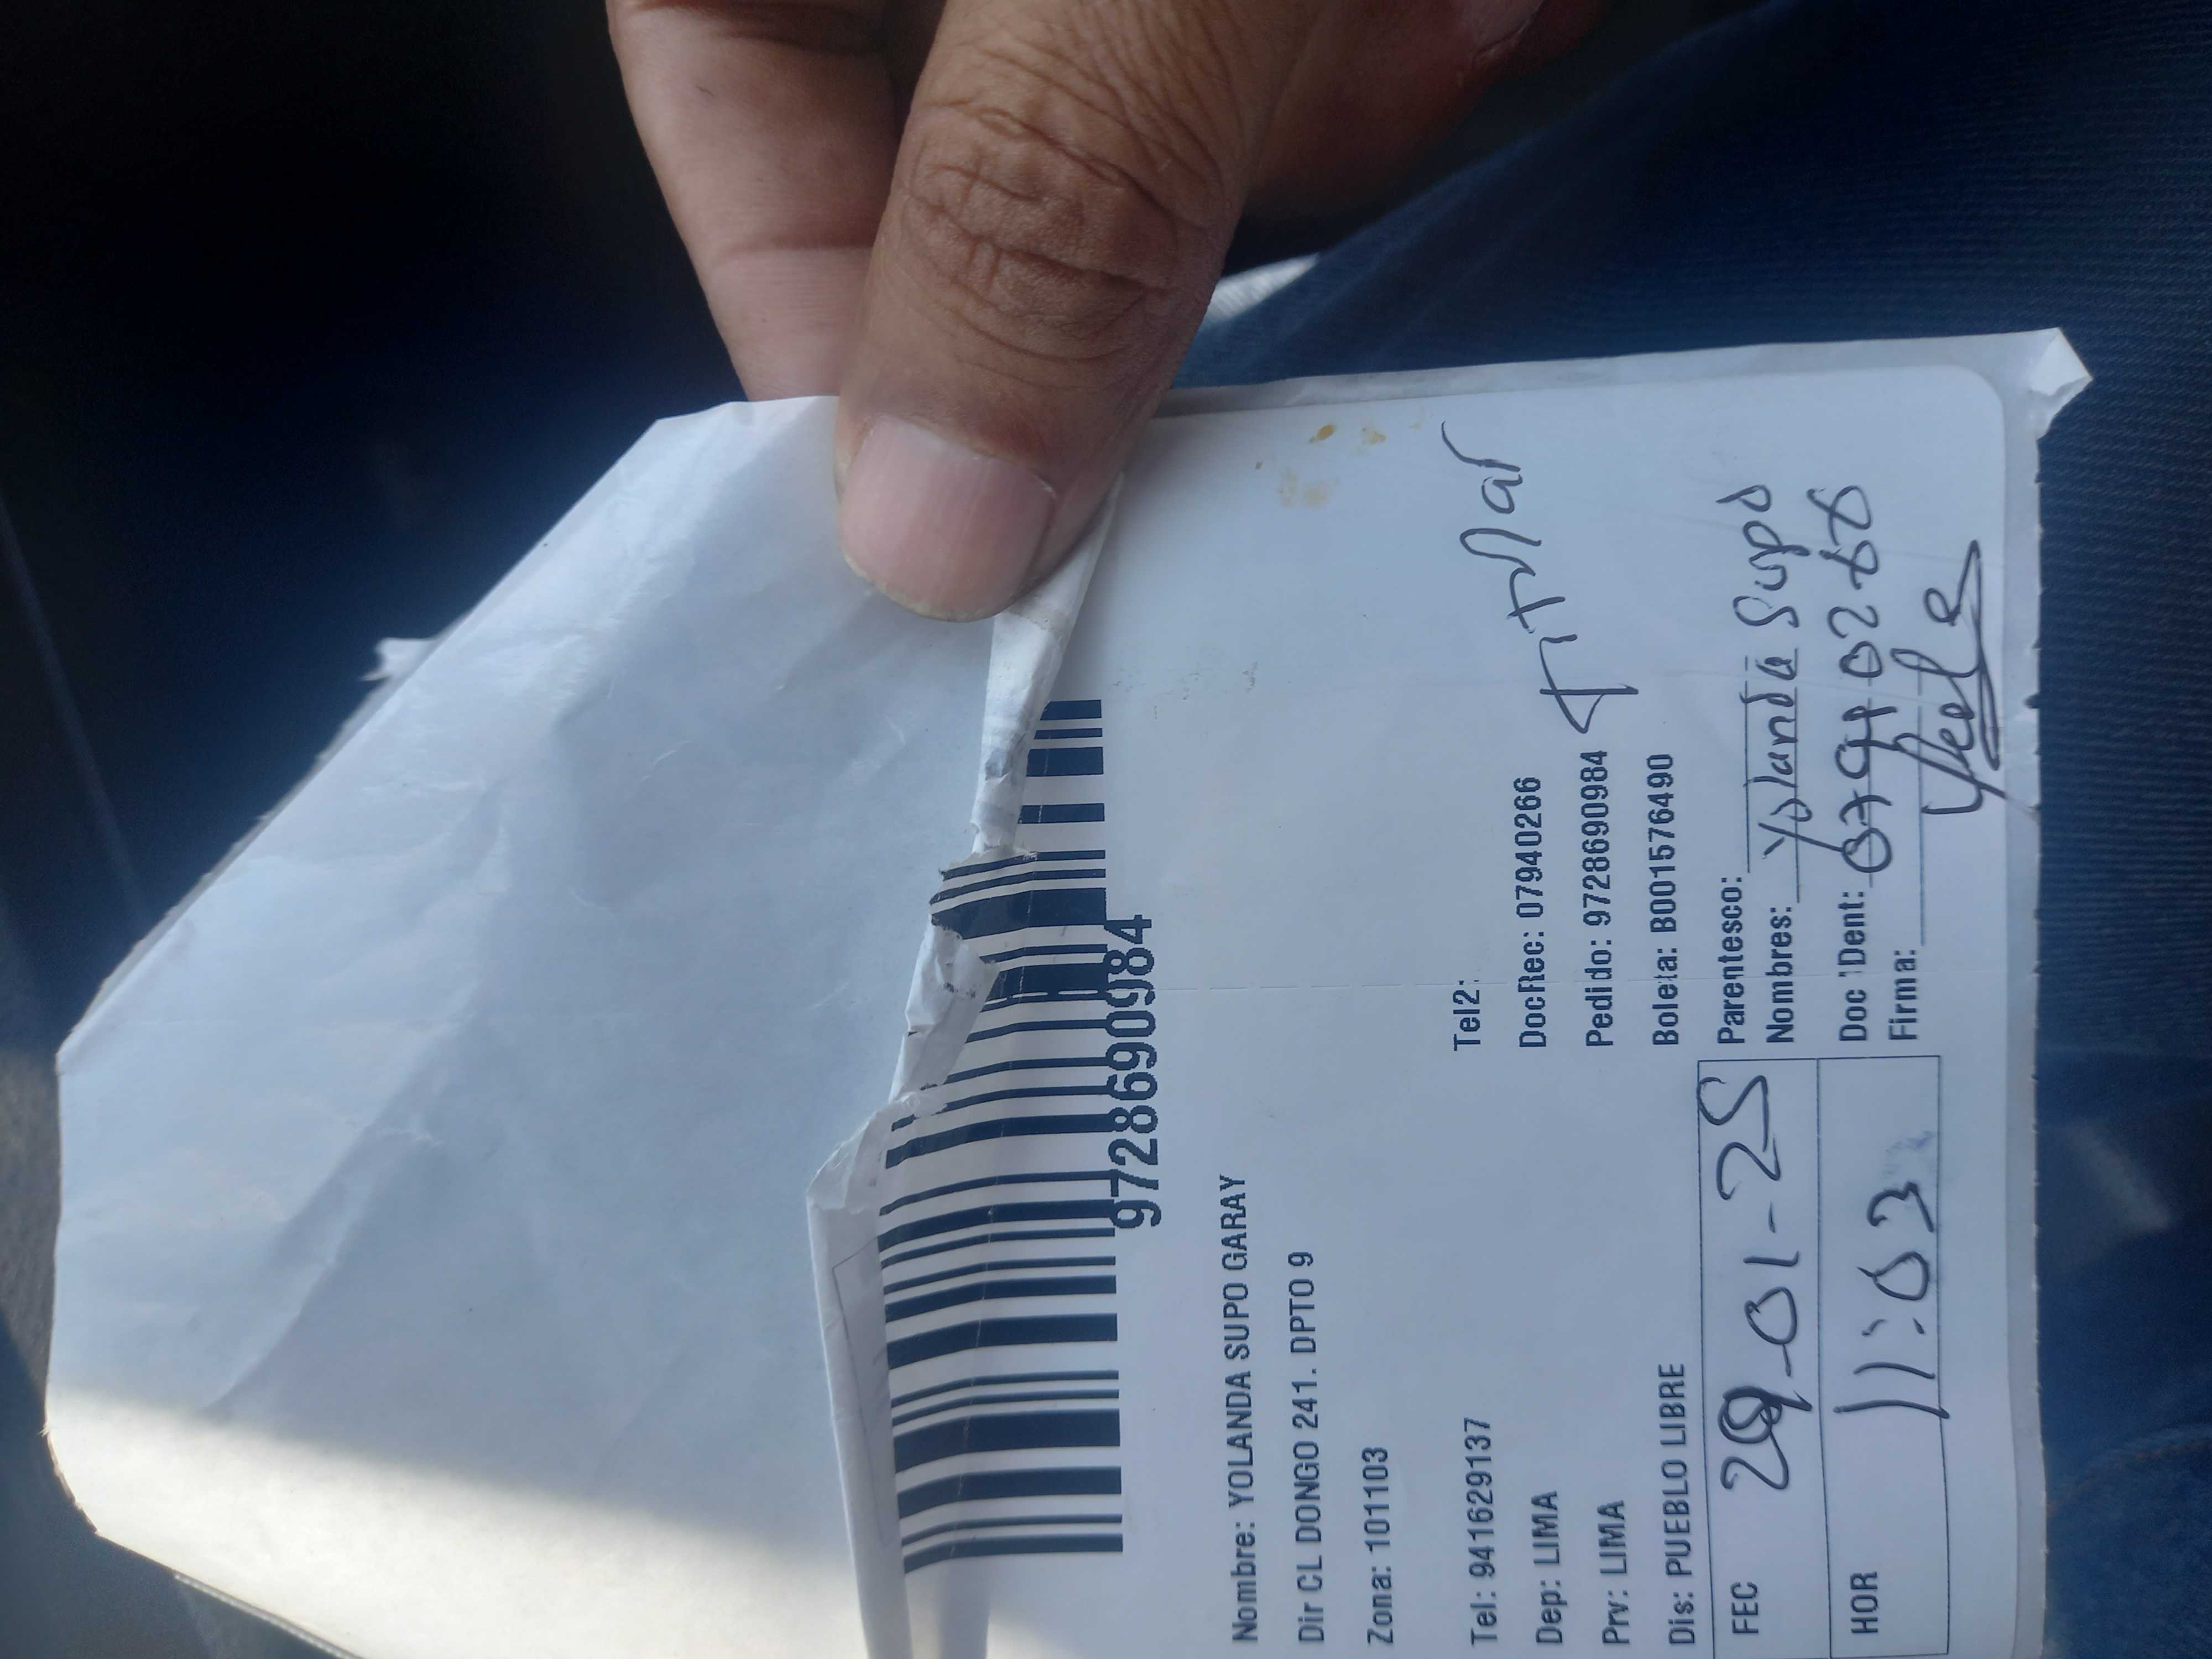 9728690984
Nombre: YOLANDA SUPO GARAY
Dir CL DONGO 241. DPTO 9
Zona: 101103
Tel: 941629137 Tel2:
Dep: LIMA DocRec: 07940266
Prv: LIMA Pedido: 9728690984
Dis: PUEBLO LIBRE Boleta: B001576490
titular
FEC 29-01-25 Parentesco:
Nombres: Yolanda Supo
HOR 11:03 Doc IDent: 07940266
Firma: